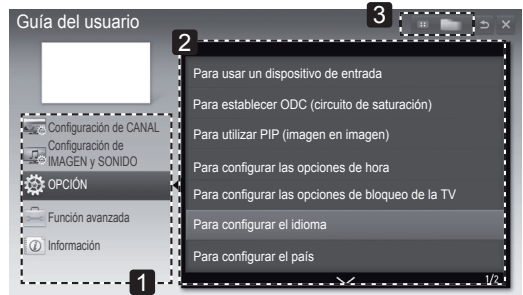 Guía del usuario
3
2
Configuración de CANAL
Configuración de
IMAGEN y SONIDO
OPCIÓN
Función avanzada
Información
1
Para usar un dispositivo de entrada
Para establecer ODC (circuito de saturación)
Para utilizar PIP (imagen en imagen)
Para configurar las opciones de hora
Para configurar las opciones de bloqueo de la TV
Para configurar el idioma
Para configurar el país
1/2